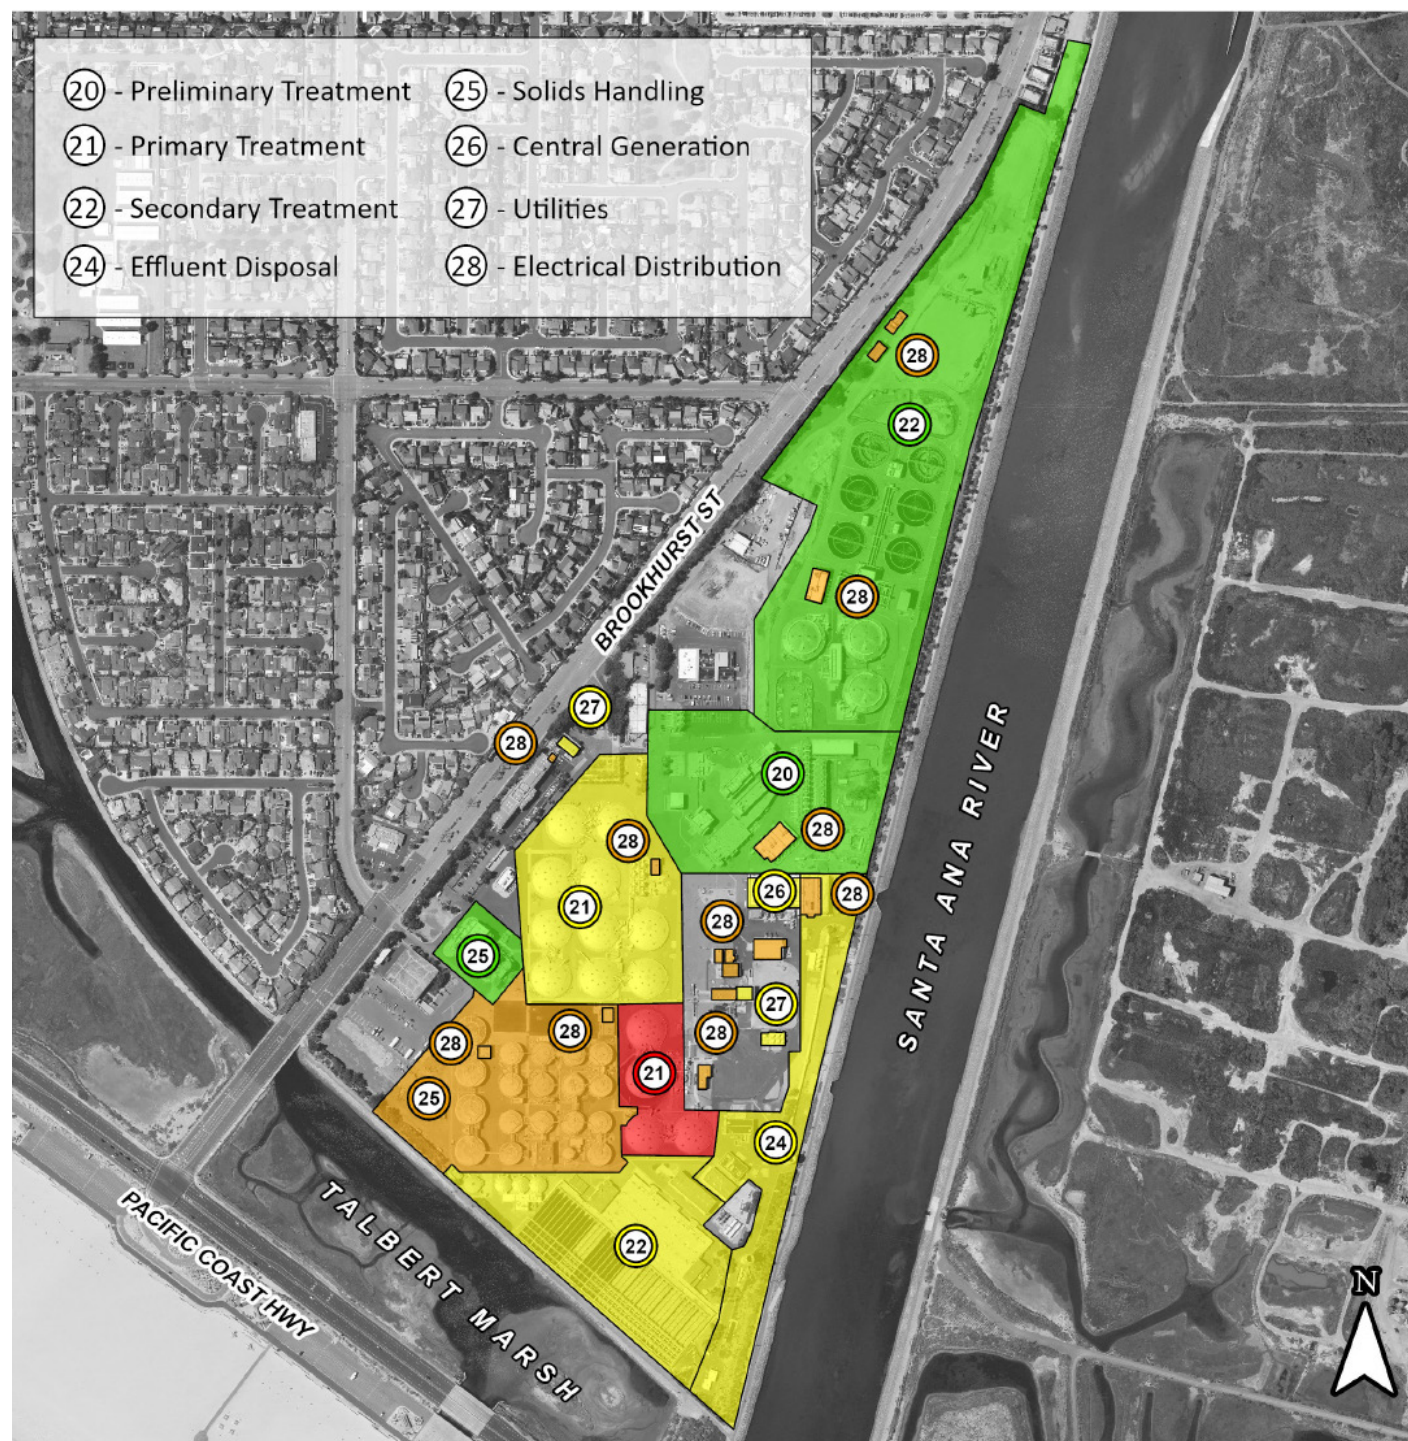 20 - Preliminary Treatment
21 - Primary Treatment
22 - Secondary Treatment
24 - Effluent Disposal
25 - Solids Handling
26 - Central Generation
27 - Utilities
28 - Electrical Distribution
28
22
BROOKHURST ST
28
27
28
SANTA ANA RIVER
20
28
28
26
28
21
28
25
27
28
28
28
21
25
24
TALBERT MARSH
PACIFIC COAST HWY
22
N